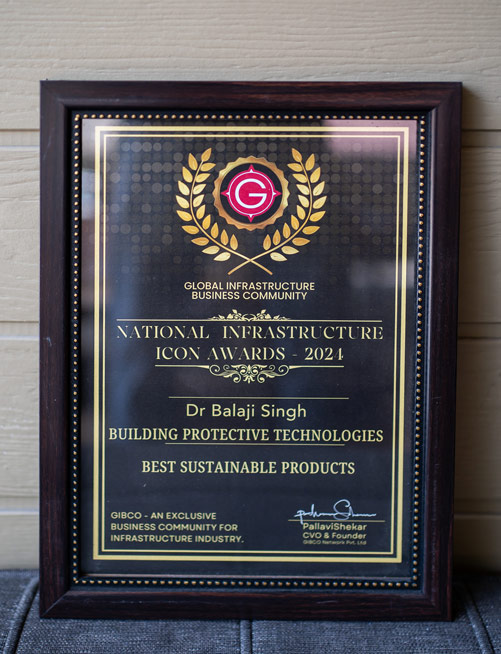 G
GLOBAL INFRASTRUCTURE
BUSINESS COMMUNITY
NATIONAL INFRASTRUCTURE
ICON AWARDS - 2024
Dr Balaji Singh
BUILDING PROTECTIVE TECHNOLOGIES
BEST SUSTAINABLE PRODUCTS
GIBCO - AN EXCLUSIVE
BUSINESS COMMUNITY FOR
INFRASTRUCTURE INDUSTRY.
PallaviShekar
CVO & Founder
GIBCO Network Pvt. Ltd